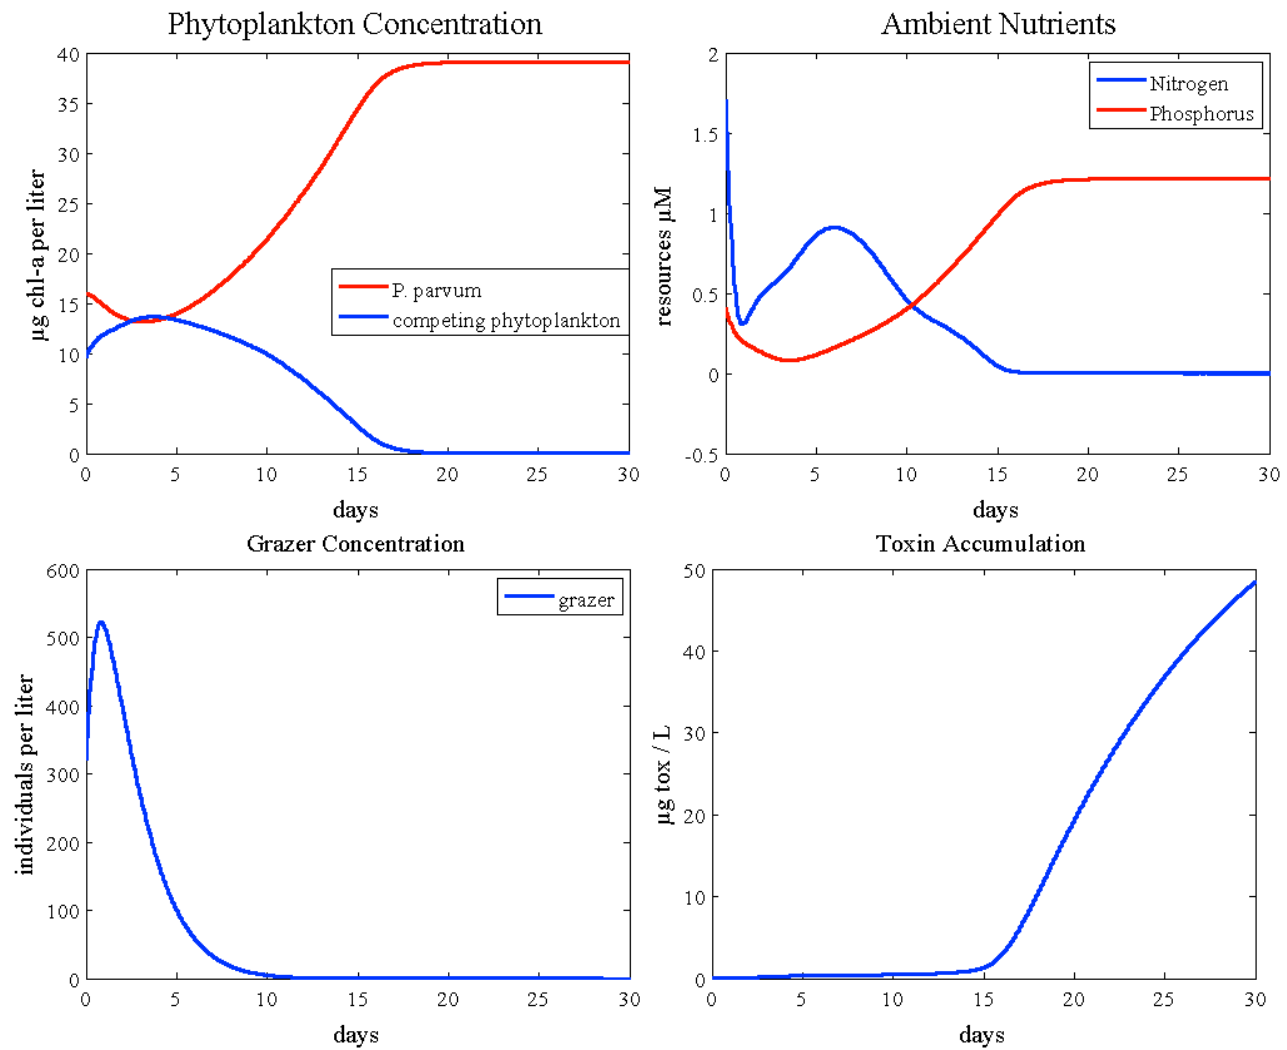 Phytoplankton Concentration
40
35
30
25
20
15
10
5
0
0 5 10 15 20 25 30
µg chl-a per liter
days
P. parvum
competing phytoplankton
Ambient Nutrients
2
1.5
1
0.5
0
-0.5
0 5 10 15 20 25 30
resources µM
days
Nitrogen
Phosphorus
Grazer Concentration
600
500
400
300
200
100
0
0 5 10 15 20 25 30
individuals per liter
days
grazer
Toxin Accumulation
50
40
30
20
10
0
0 5 10 15 20 25 30
µg tox / L
days